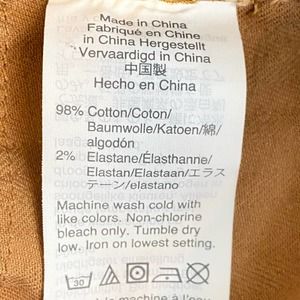 Made in China
Fabriqué en Chine
in China Hergestellt
Vervaardigd in China
中国製
Hecho en China
98% Cotton/Coton/
Baumwolle/Katoen/綿/
algodón
2% Elastane/Élasthanne/
Elastan/Elastaan/エラス
テーン/elastano
Machine wash cold with
like colors. Non-chlorine
bleach only. Tumble dry
low. Iron on lowest setting.
30